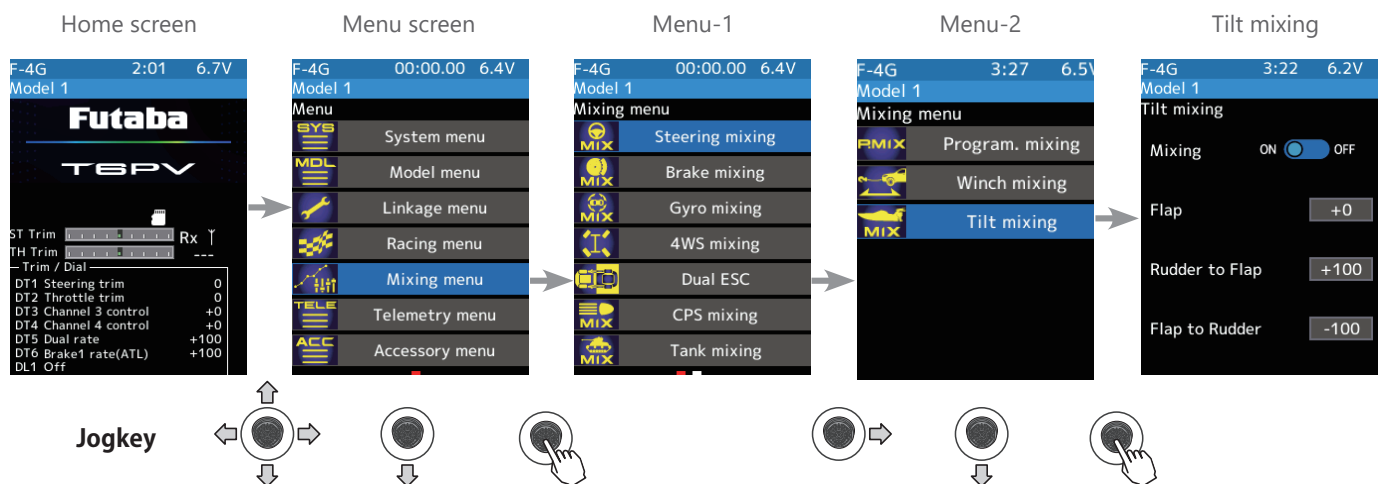 Home screen
Menu screen
Menu-1
Menu-2
Tilt mixing
F-4G 2:01 6.7V
Model 1
Futaba
T6PV
ST Trim
Rx
TH Trim
---
Trim / Dial
DT1 Steering trim 0
DT2 Throttle trim 0
DT3 Channel 3 control +0
DT4 Channel 4 control +0
DT5 Dual rate +100
DT6 Brake1 rate(ATL) +100
DL1 Off
F-4G 00:00.00 6.4V
Model 1
Menu
SYS System menu
MDL Model menu
Linkage menu
Racing menu
Mixing menu
TELE Telemetry menu
ACC Accessory menu
F-4G 00:00.00 6.4V
Model 1
Mixing menu
MIX Steering mixing
MIX Brake mixing
MIX Gyro mixing
4WS mixing
Dual ESC
MIX CPS mixing
MIX Tank mixing
F-4G 3:27 6.5V
Model 1
Mixing menu
P.MIX Program. mixing
Winch mixing
MIX Tilt mixing
F-4G 3:22 6.2V
Model 1
Tilt mixing
Mixing ON OFF
Flap +0
Rudder to Flap +100
Flap to Rudder -100
Jogkey